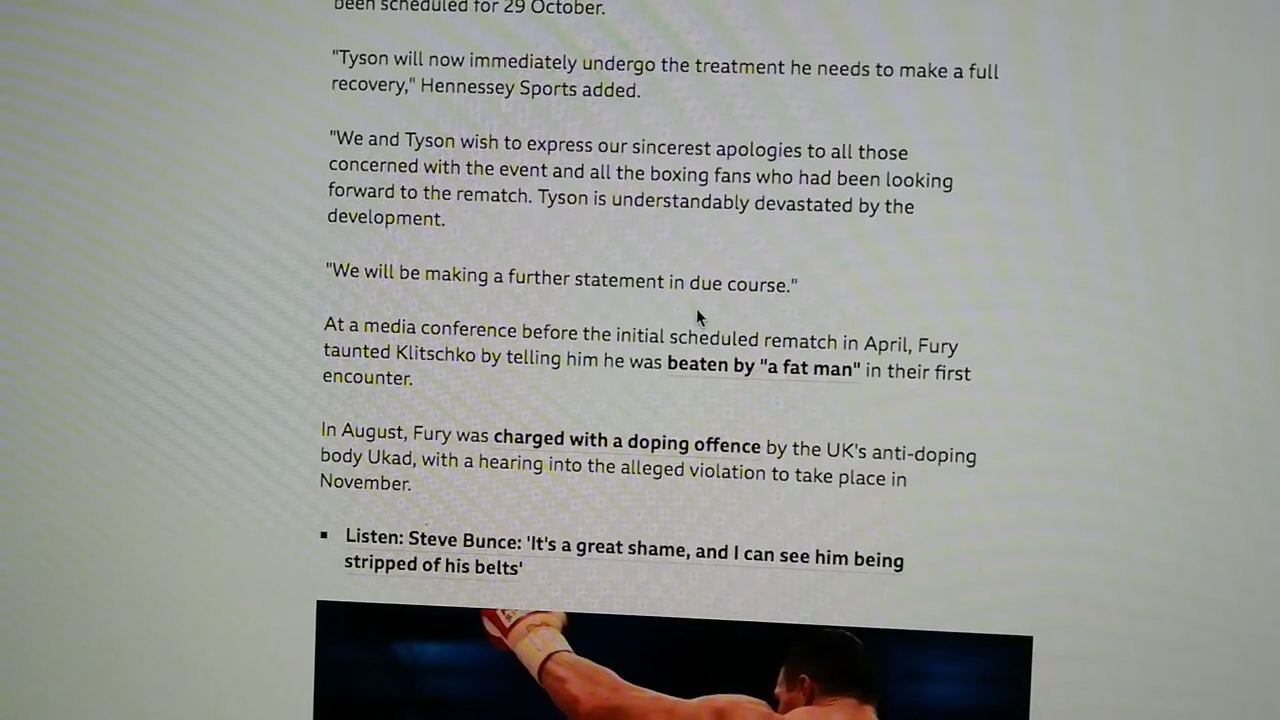 been scheduled for 29 October.
"Tyson will now immediately undergo the treatment he needs to make a full
recovery," Hennessey Sports added.
"We and Tyson wish to express our sincerest apologies to all those
concerned with the event and all the boxing fans who had been looking
forward to the rematch. Tyson is understandably devastated by the
development.
"We will be making a further statement in due course."
At a media conference before the initial scheduled rematch in April, Fury
taunted Klitschko by telling him he was beaten by "a fat man" in their first
encounter.
In August, Fury was charged with a doping offence by the UK's anti-doping
body Ukad, with a hearing into the alleged violation to take place in
November.
▪ Listen: Steve Bunce: 'It's a great shame, and I can see him being
stripped of his belts'